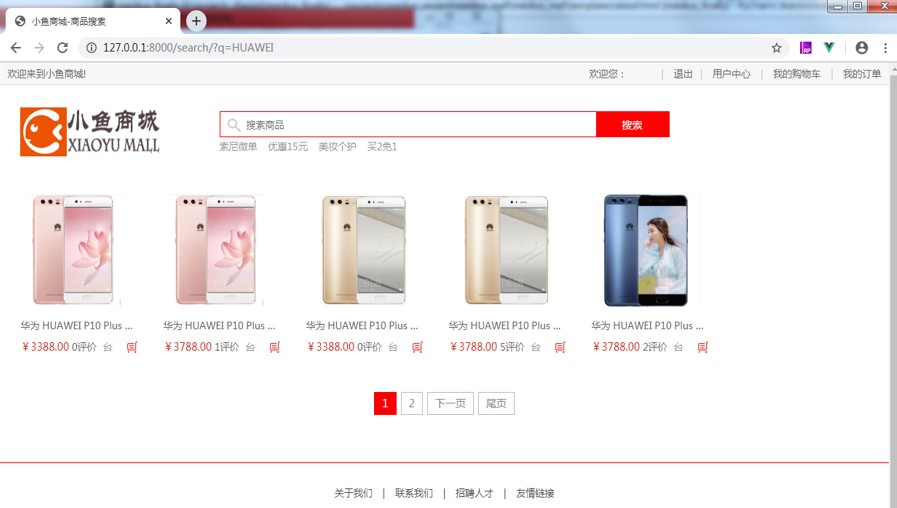 小鱼商城-商品搜索
127.0.0.1:8000/search/?q=HUAWEI
欢迎来到小鱼商城!
欢迎您： | 退出 | 用户中心 | 我的购物车 | 我的订单
小鱼商城
XIAOYU MALL
搜索商品 搜索
索尼微单 优惠15元 美妆个护 买2免1
华为 HUAWEI P10 Plus ... 华为 HUAWEI P10 Plus ... 华为 HUAWEI P10 Plus ... 华为 HUAWEI P10 Plus ... 华为 HUAWEI P10 Plus ...
￥3388.00 0评价 台 ￥3788.00 1评价 台 ￥3388.00 0评价 台 ￥3788.00 5评价 台 ￥3788.00 2评价 台
1 2 下一页 尾页
关于我们 | 联系我们 | 招聘人才 | 友情链接